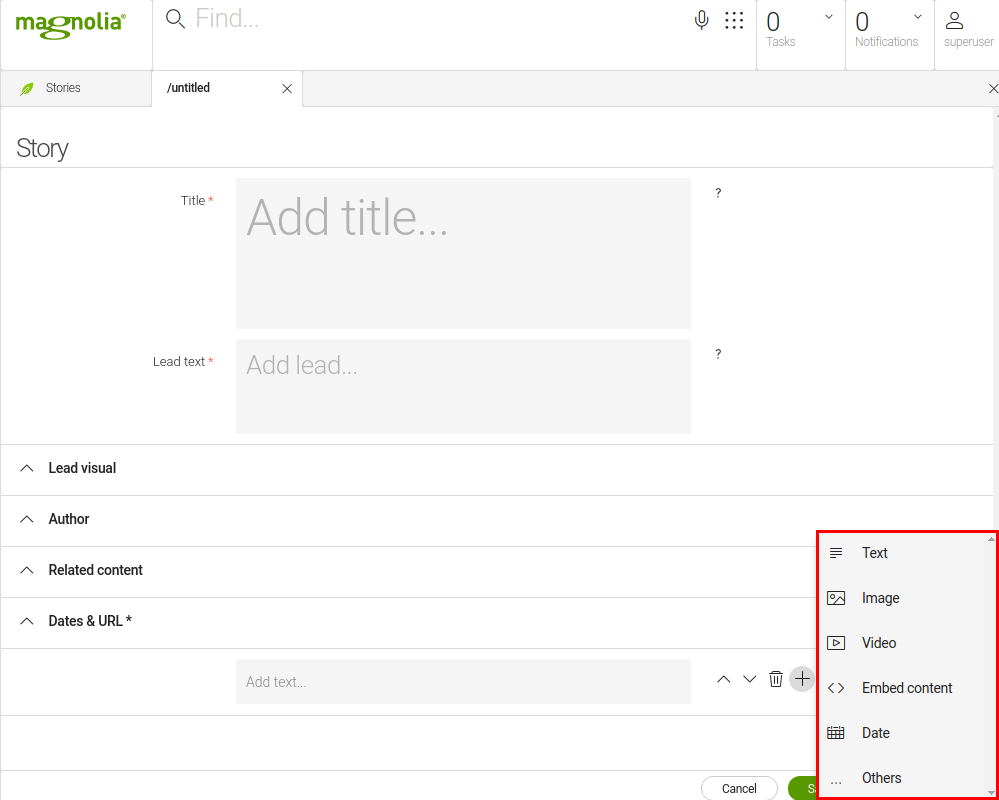 magnolia®
Find...
0
Tasks
0
Notifications
superuser
Stories
/untitled
Story
Title *
Add title...
?
Lead text *
Add lead...
?
Lead visual
Author
Related content
Dates & URL *
Add text...
Text
Image
Video
Embed content
Date
... Others
Cancel